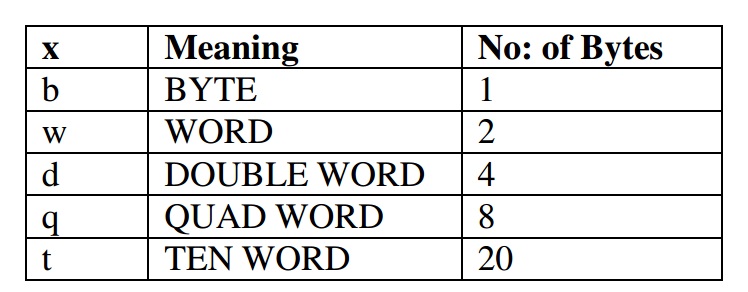 x Meaning No: of Bytes
b BYTE 1
w WORD 2
d DOUBLE WORD 4
q QUAD WORD 8
t TEN WORD 20